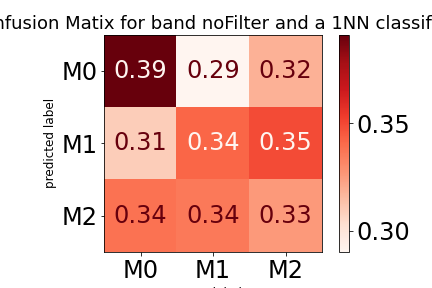 nfusion Matix for band noFilter and a 1NN classif
M0 0.39 0.29 0.32
M1 0.31 0.34 0.35
M2 0.34 0.34 0.33
M0 M1 M2
predicted label
0.35
0.30